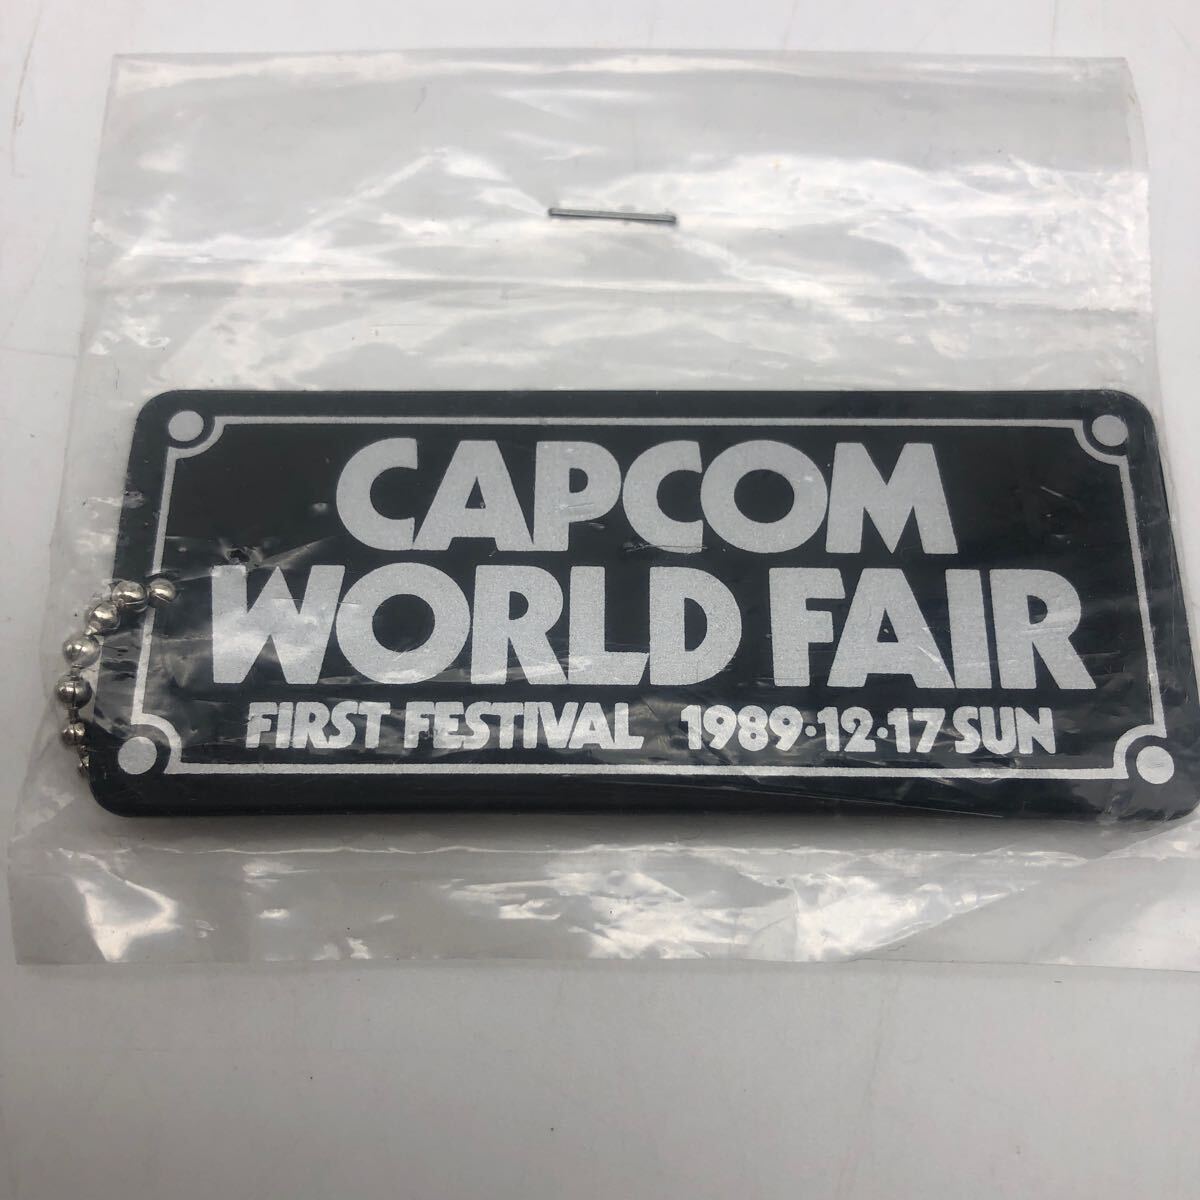 CAPCOM
WORLD FAIR
FIRST FESTIVAL 1989·12·17 SUN